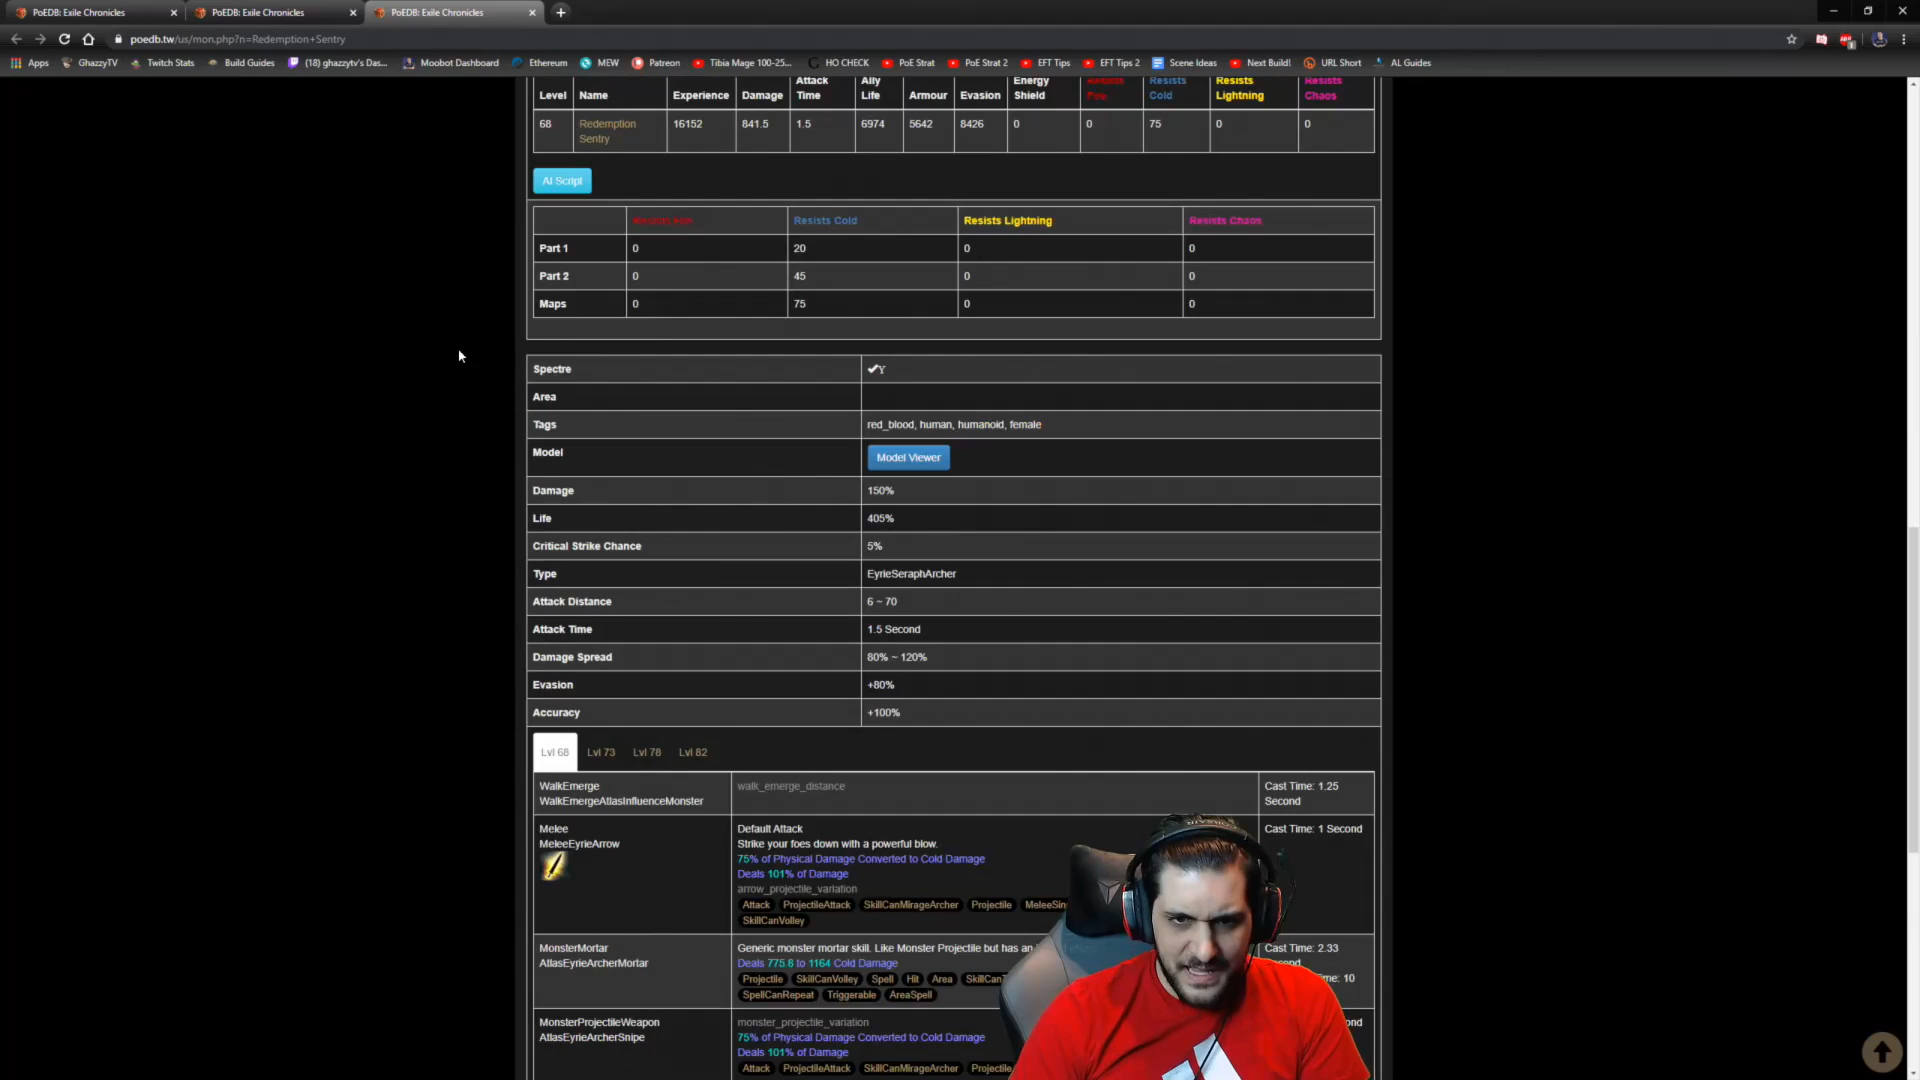 PoEDB: Exile Chronicles
PoEDB: Exile Chronicles
PoEDB: Exile Chronicles
poedb.tw/us/mon.php?n=Redemption+Sentry
Apps GhazzyTV Twitch Stats Build Guides (18) ghazzytv's Das... Moobot Dashboard Ethereum MEW Patreon Tibia Mage 100-25... HO CHECK PoE Strat PoE Strat 2 EFT Tips EFT Tips 2 Scene Ideas Next Build! URL Short AL Guides
Level Name Experience Damage Attack Time Ally Life Armour Evasion Energy Shield Resists Cold Resists Lightning Resists Chaos
68 Redemption Sentry 16152 841.5 1.5 6974 5642 8426 0 0 75 0 0
AI Script
Resists Cold Resists Lightning Resists Chaos
Part 1 0 20 0 0
Part 2 0 45 0 0
Maps 0 75 0 0
Spectre Y
Area
Tags red_blood, human, humanoid, female
Model Model Viewer
Damage 150%
Life 405%
Critical Strike Chance 5%
Type EyrieSeraphArcher
Attack Distance 6 ~ 70
Attack Time 1.5 Second
Damage Spread 80% ~ 120%
Evasion +80%
Accuracy +100%
Lvl 68 Lvl 73 Lvl 78 Lvl 82
WalkEmerge walk_emerge_distance Cast Time: 1.25
WalkEmergeAtlasInfluenceMonster Second
Melee Default Attack Cast Time: 1 Second
MeleeEyrieArrow Strike your foes down with a powerful blow.
75% of Physical Damage Converted to Cold Damage
Deals 101% of Damage
arrow_projectile_variation
Attack ProjectileAttack SkillCanMirageArcher Projectile
SkillCanVolley
MonsterMortar Generic monster mortar skill. Like Monster Projectile but has an Cast Time: 2.33
AtlasEyrieArcherMortar Deals 775.6 to 1164 Cold Damage
Projectile SkillCanVolley Spell Hit Area 10
SpellCanRepeat Triggerable AreaSpell
MonsterProjectileWeapon monster_projectile_variation
AtlasEyrieArcherSnipe 75% of Physical Damage Converted to Cold Damage
Deals 101% of Damage
Attack ProjectileAttack SkillCanMirageArcher